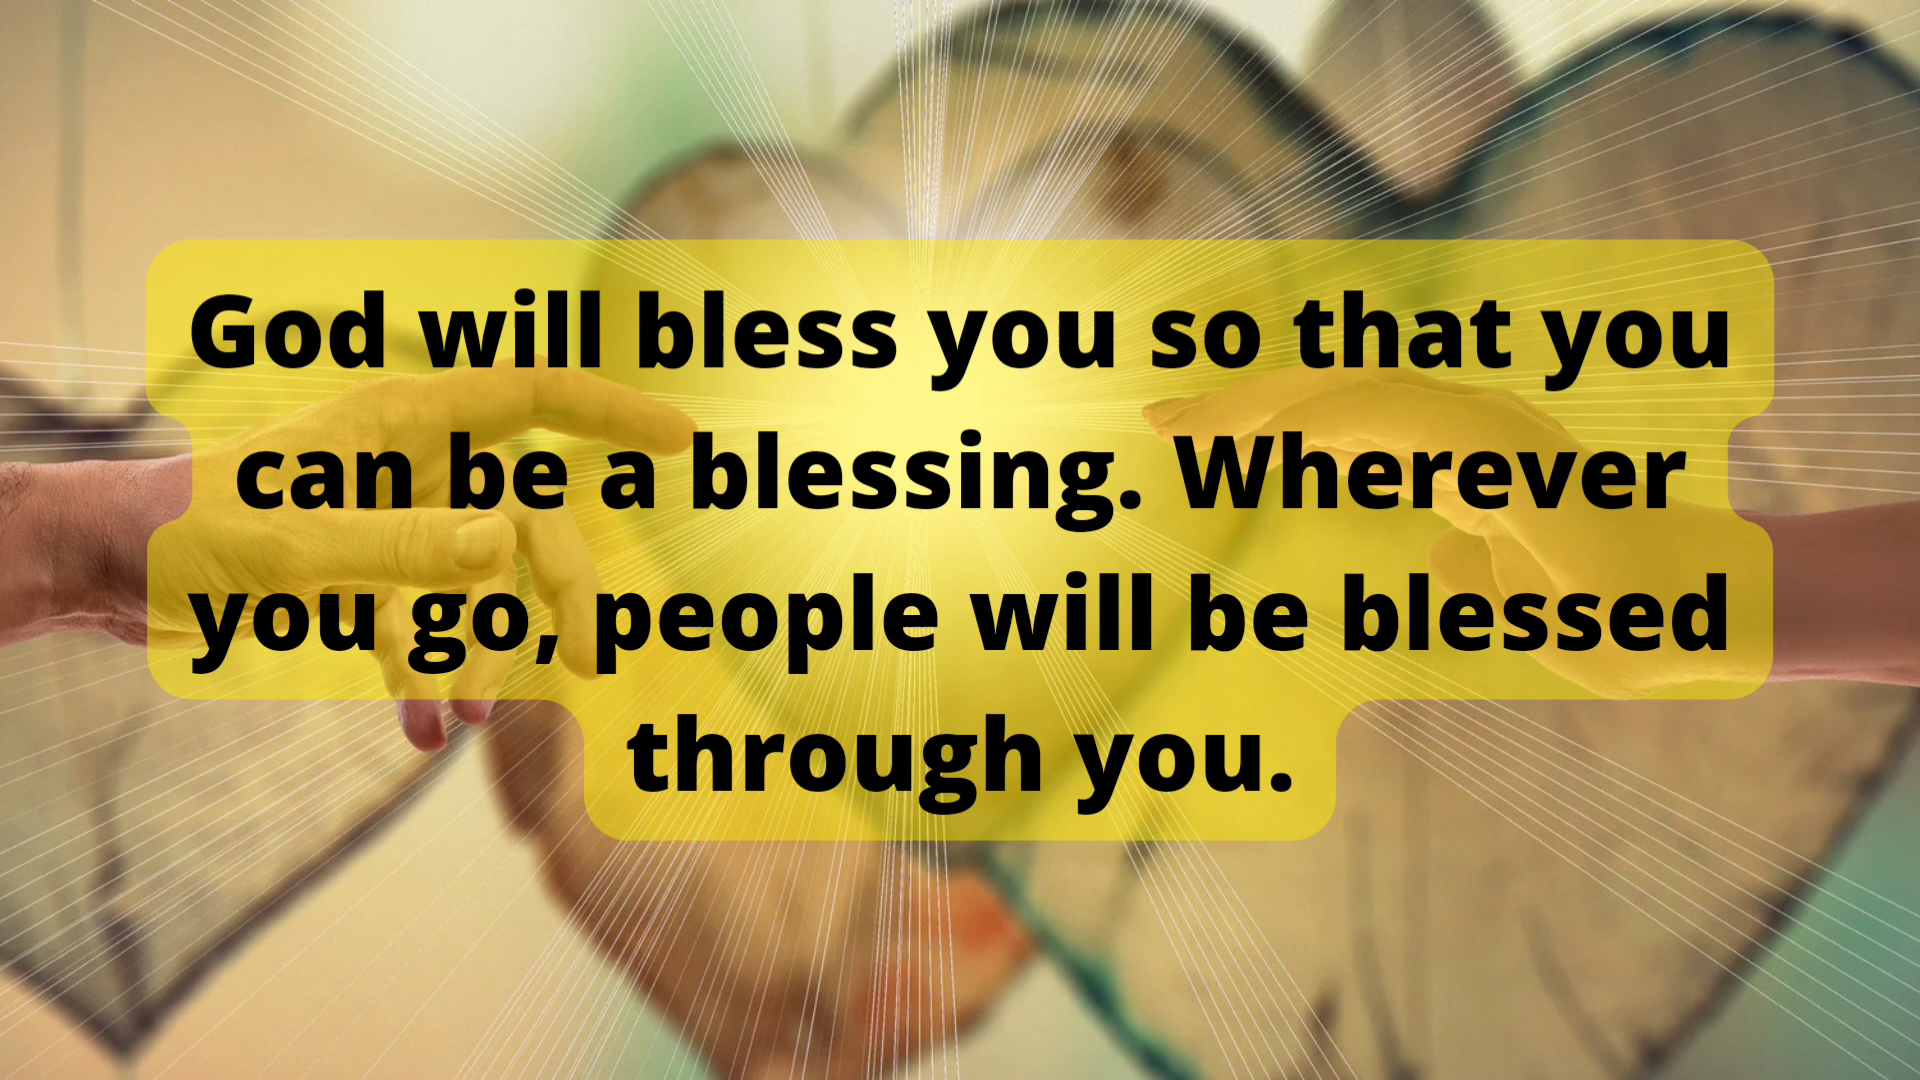 God will bless you so that you
can be a blessing. Wherever
you go, people will be blessed
through you.